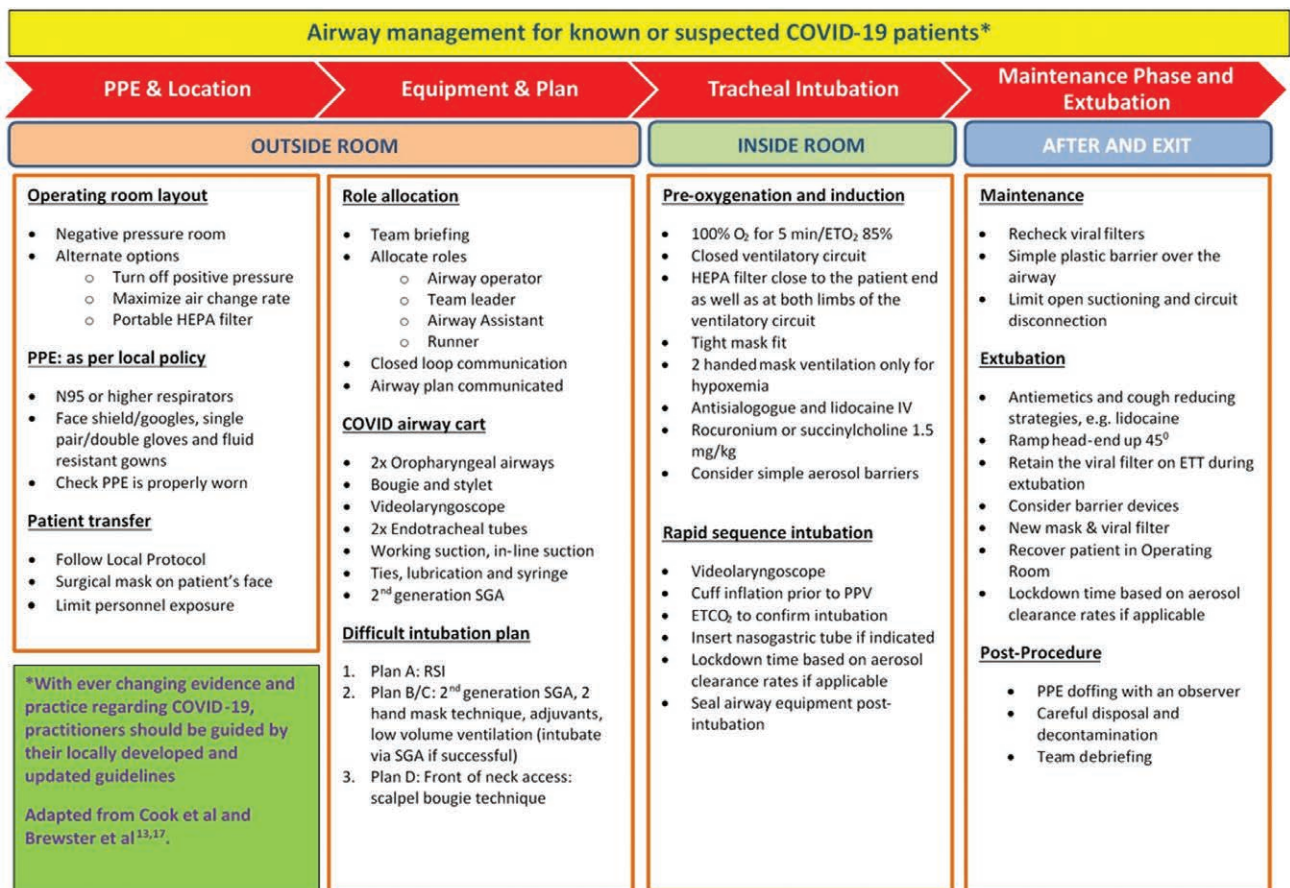 Airway management for known or suspected COVID-19 patients*
PPE & Location
Equipment & Plan
Tracheal Intubation
Maintenance Phase and
Extubation
OUTSIDE ROOM
INSIDE ROOM
AFTER AND EXIT
Operating room layout
• Negative pressure room
• Alternate options
o Turn off positive pressure
o Maximize air change rate
o Portable HEPA filter
PPE: as per local policy
• N95 or higher respirators
• Face shield/googles, single
pair/double gloves and fluid
resistant gowns
• Check PPE is properly worn
Patient transfer
• Follow Local Protocol
• Surgical mask on patient's face
• Limit personnel exposure
*With ever changing evidence and
practice regarding COVID-19,
practitioners should be guided by
their locally developed and
updated guidelines
Adapted from Cook et al and
Brewster et al13,17.
Role allocation
• Team briefing
• Allocate roles
o Airway operator
o Team leader
o Airway Assistant
o Runner
• Closed loop communication
• Airway plan communicated
COVID airway cart
• 2x Oropharyngeal airways
• Bougie and stylet
• Videolaryngoscope
• 2x Endotracheal tubes
• Working suction, in-line suction
• Ties, lubrication and syringe
• 2nd generation SGA
Difficult intubation plan
1. Plan A: RSI
2. Plan B/C: 2nd generation SGA, 2
hand mask technique, adjuvants,
low volume ventilation (intubate
via SGA if successful)
3. Plan D: Front of neck access:
scalpel bougie technique
Pre-oxygenation and induction
• 100% O₂ for 5 min/ETO₂ 85%
• Closed ventilatory circuit
• HEPA filter close to the patient end
as well as at both limbs of the
ventilatory circuit
• Tight mask fit
• 2 handed mask ventilation only for
hypoxemia
• Antisialogogue and lidocaine IV
• Rocuronium or succinylcholine 1.5
mg/kg
• Consider simple aerosol barriers
Rapid sequence intubation
• Videolaryngoscope
• Cuff inflation prior to PPV
• ETCO₂ to confirm intubation
• Insert nasogastric tube if indicated
• Lockdown time based on aerosol
clearance rates if applicable
• Seal airway equipment post-
intubation
Maintenance
• Recheck viral filters
• Simple plastic barrier over the
airway
• Limit open suctioning and circuit
disconnection
Extubation
• Antiemetics and cough reducing
strategies, e.g. lidocaine
• Ramp head-end up 45⁰
• Retain the viral filter on ETT during
extubation
• Consider barrier devices
• New mask & viral filter
• Recover patient in Operating
Room
• Lockdown time based on aerosol
clearance rates if applicable
Post-Procedure
• PPE doffing with an observer
• Careful disposal and
decontamination
• Team debriefing